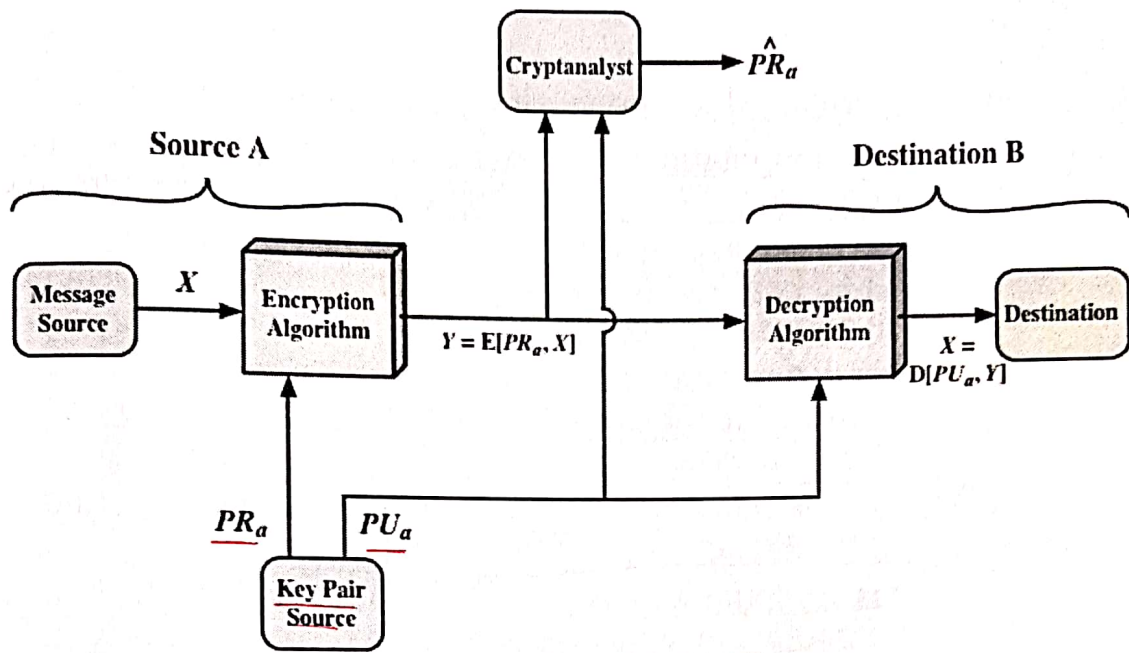 Cryptanalyst
P̂R_a
Source A
Destination B
Message
Source
X
Encryption
Algorithm
Y = E[PR_a, X]
Decryption
Algorithm
X =
D[PU_a, Y]
Destination
PR_a
PU_a
Key Pair
Source